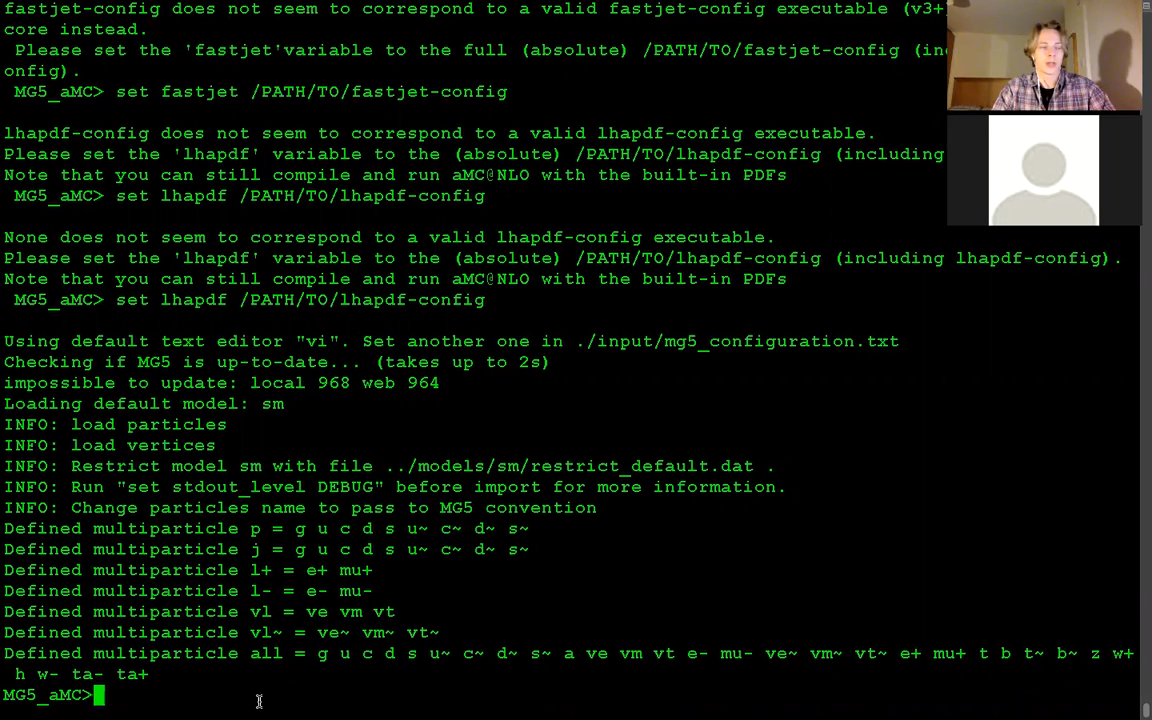 fastjet-config does not seem to correspond to a valid fastjet-config executable (v3+
core instead.
Please set the 'fastjet'variable to the full (absolute) /PATH/TO/fastjet-config (inc
onfig).
MG5_aMC> set fastjet /PATH/TO/fastjet-config
lhapdf-config does not seem to correspond to a valid lhapdf-config executable.
Please set the 'lhapdf' variable to the (absolute) /PATH/TO/lhapdf-config (including
Note that you can still compile and run aMC@NLO with the built-in PDFs
MG5_aMC> set lhapdf /PATH/TO/lhapdf-config
None does not seem to correspond to a valid lhapdf-config executable.
Please set the 'lhapdf' variable to the (absolute) /PATH/TO/lhapdf-config (including lhapdf-config).
Note that you can still compile and run aMC@NLO with the built-in PDFs
MG5_aMC> set lhapdf /PATH/TO/lhapdf-config
Using default text editor "vi". Set another one in ./input/mg5_configuration.txt
Checking if MG5 is up-to-date... (takes up to 2s)
impossible to update: local 968 web 964
Loading default model: sm
INFO: load particles
INFO: load vertices
INFO: Restrict model sm with file ../models/sm/restrict_default.dat .
INFO: Run "set stdout_level DEBUG" before import for more information.
INFO: Change particles name to pass to MG5 convention
Defined multiparticle p = g u c d s u~ c~ d~ s~
Defined multiparticle j = g u c d s u~ c~ d~ s~
Defined multiparticle l+ = e+ mu+
Defined multiparticle l- = e- mu-
Defined multiparticle vl = ve vm vt
Defined multiparticle vl~ = ve~ vm~ vt~
Defined multiparticle all = g u c d s u~ c~ d~ s~ a ve vm vt e- mu- ve~ vm~ vt~ e+ mu+ t b t~ b~ z w+
h w- ta- ta+
MG5_aMC>